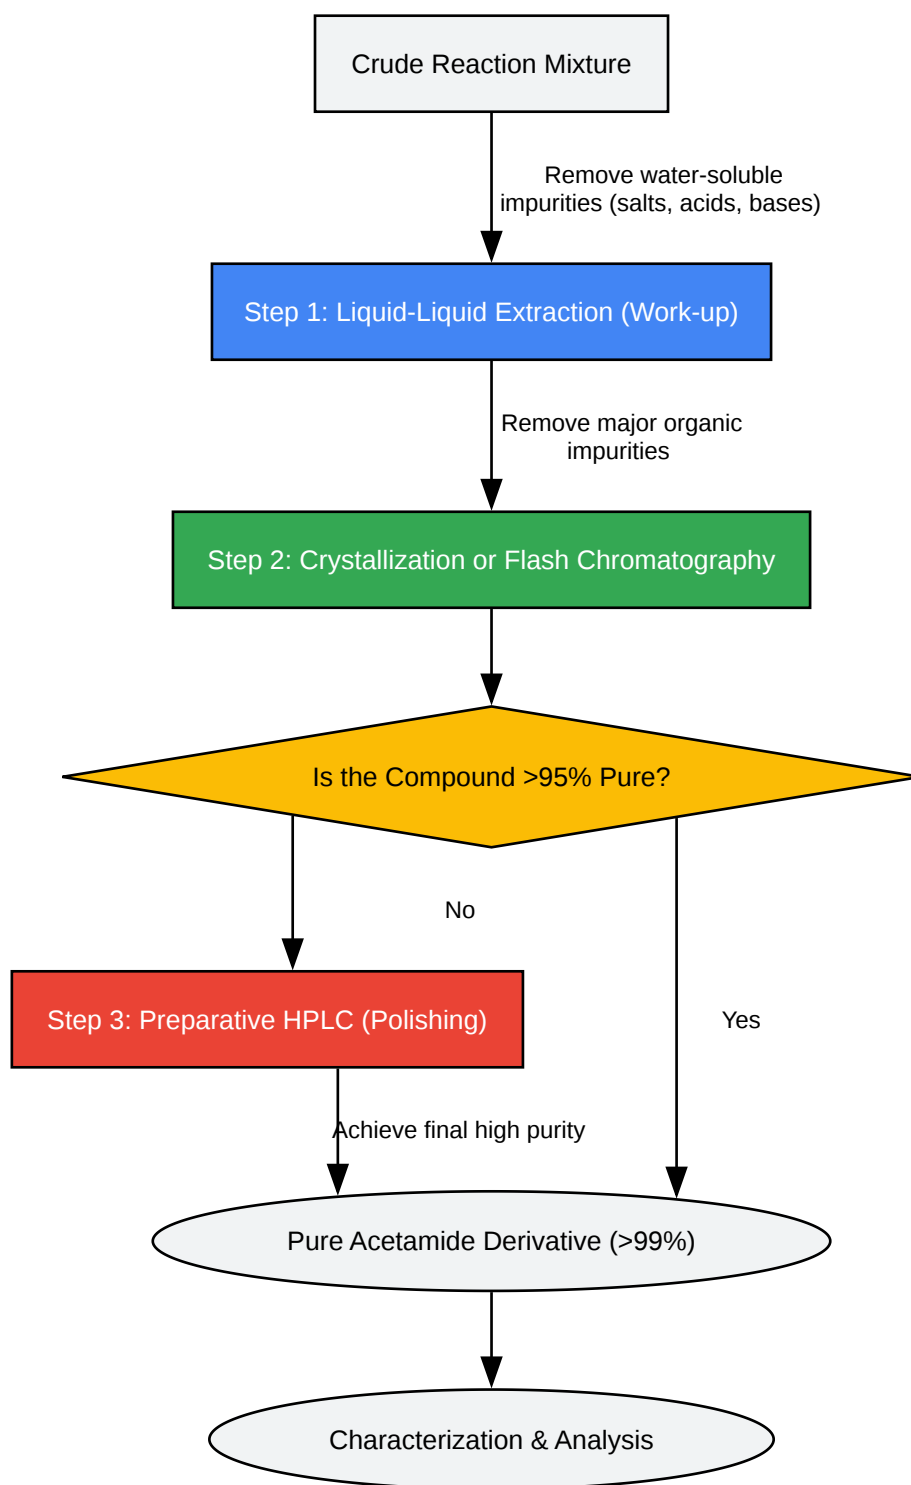 Crude Reaction Mixture
Remove water-soluble
impurities (salts, acids, bases)
Step 1: Liquid-Liquid Extraction (Work-up)
Remove major organic
impurities
Step 2: Crystallization or Flash Chromatography
Is the Compound >95% Pure?
No
Step 3: Preparative HPLC (Polishing)
Yes
Achieve final high purity
Pure Acetamide Derivative (>99%)
Characterization & Analysis